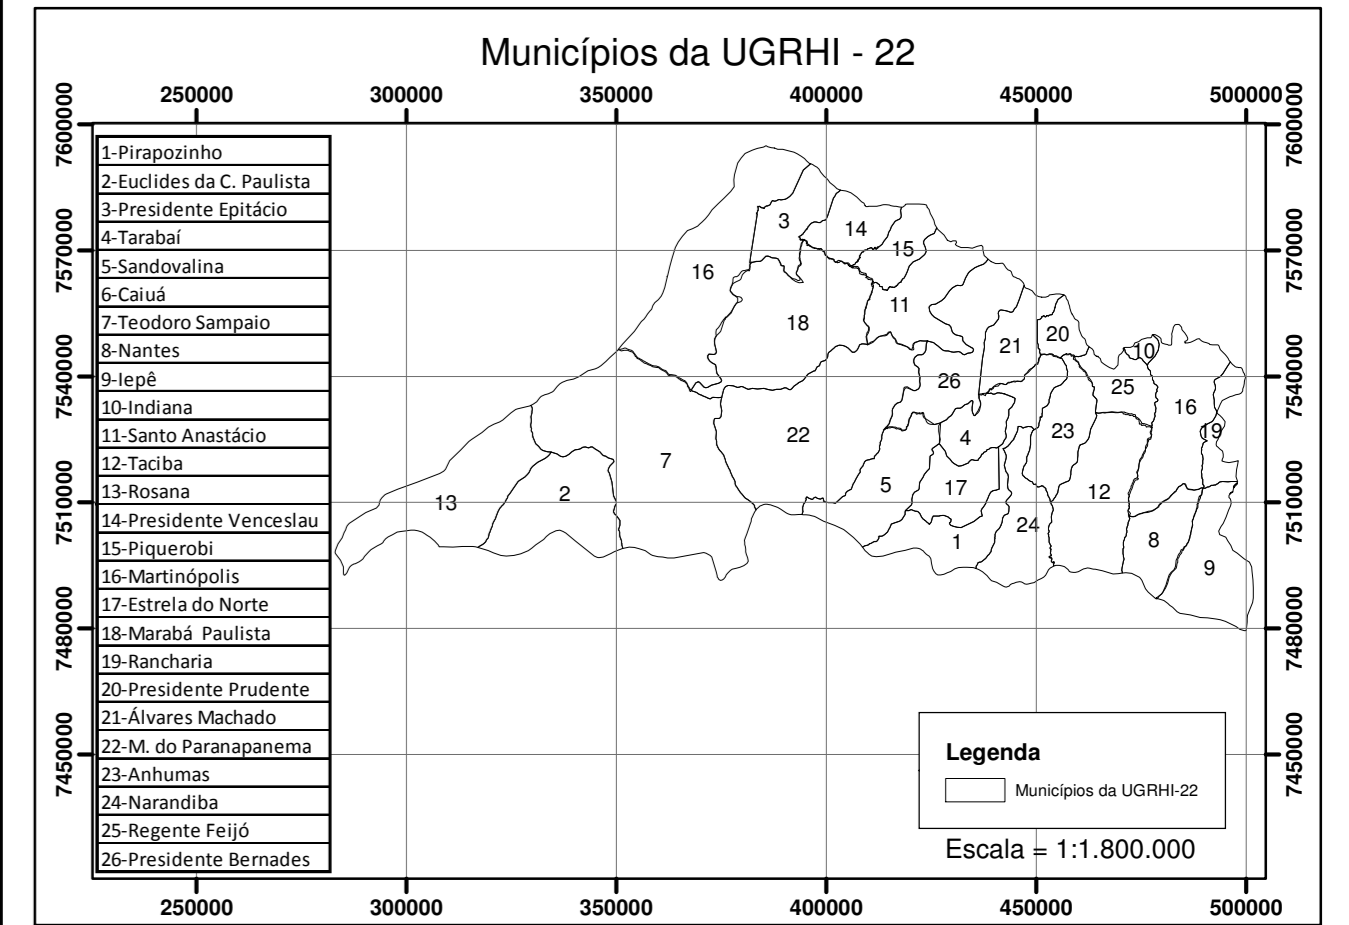 Municípios da UGRHI - 22
250000 300000 350000 400000 450000 500000
7600000 7600000
7570000 7570000
7540000 7540000
7510000 7510000
7480000 7480000
7450000 7450000
1-Pirapozinho
2-Euclides da C. Paulista
3-Presidente Epitácio
4-Tarabaí
5-Sandovalina
6-Caiuá
7-Teodoro Sampaio
8-Nantes
9-Iepê
10-Indiana
11-Santo Anastácio
12-Taciba
13-Rosana
14-Presidente Venceslau
15-Piquerobi
16-Martinópolis
17-Estrela do Norte
18-Marabá Paulista
19-Rancharia
20-Presidente Prudente
21-Álvares Machado
22-M. do Paranapanema
23-Anhumas
24-Narandiba
25-Regente Feijó
26-Presidente Bernades
3
14
15
16
11
18
20
21
10
26
25
16
19
22
4
23
7
5
17
12
13
2
24
1
8
9
Legenda
Municípios da UGRHI-22
Escala = 1:1.800.000
250000 300000 350000 400000 450000 500000